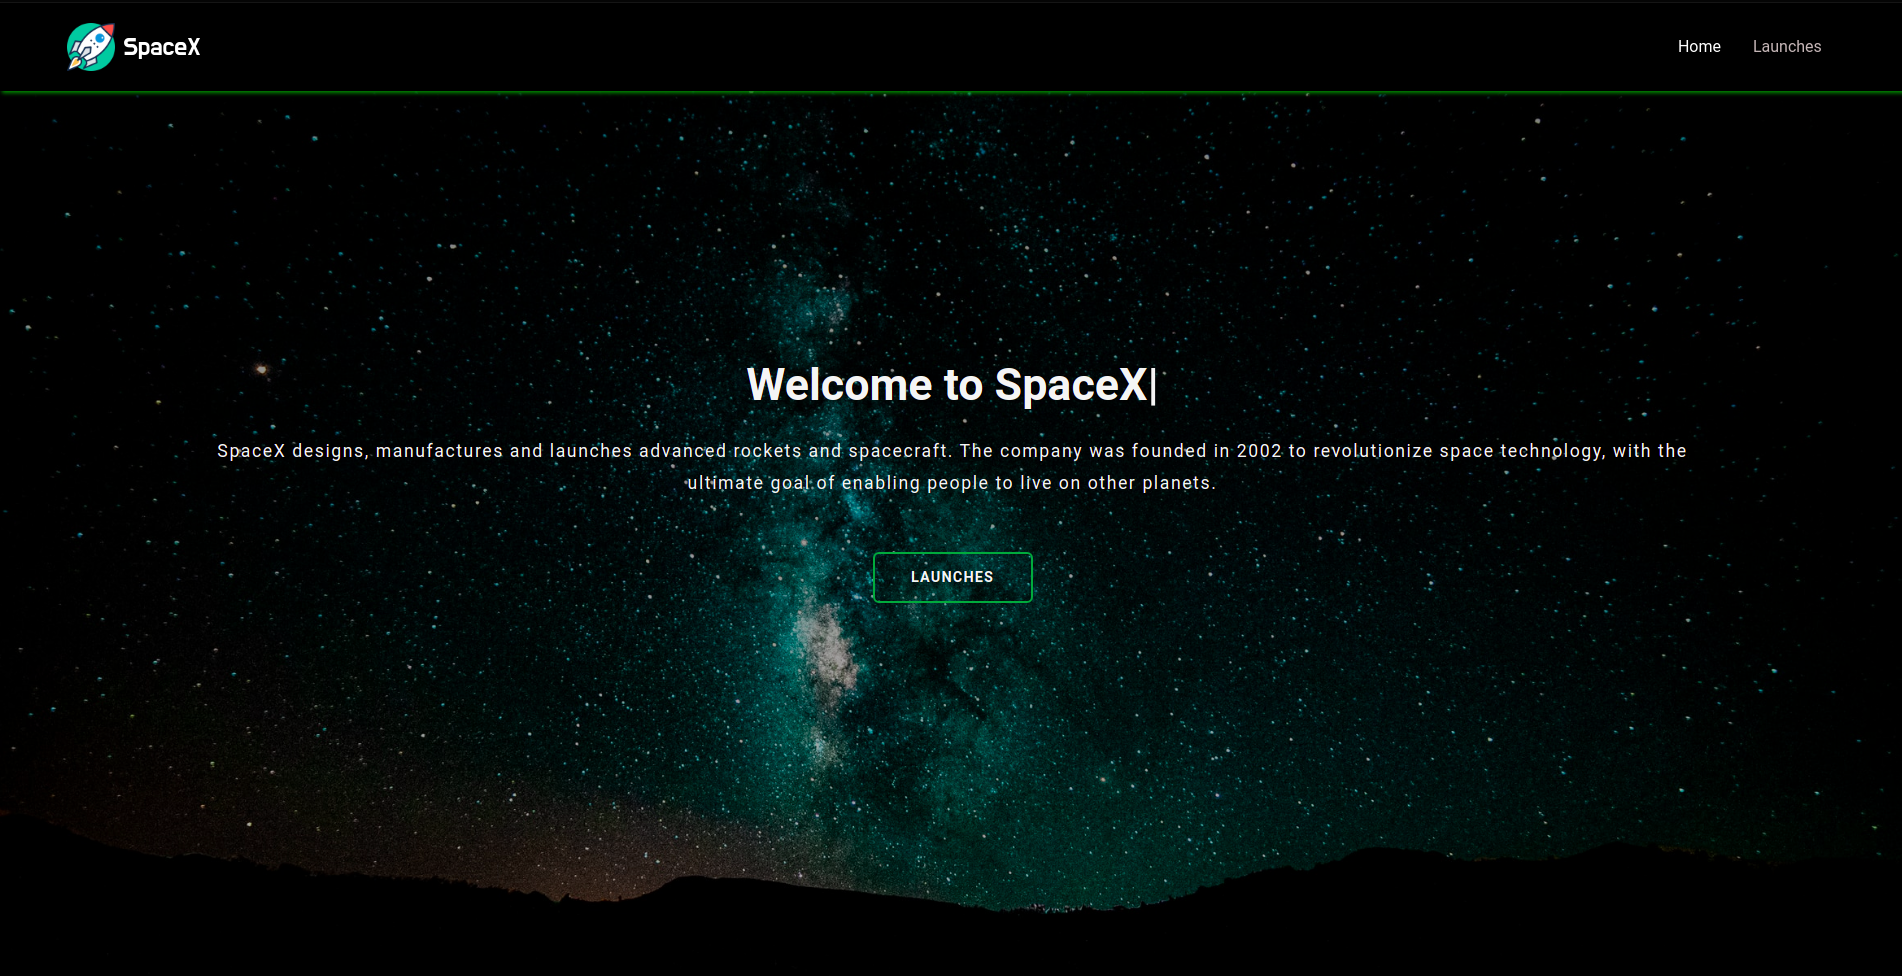 SpaceX
Home
Launches
Welcome to SpaceX|
SpaceX designs, manufactures and launches advanced rockets and spacecraft. The company was founded in 2002 to revolutionize space technology, with the
ultimate goal of enabling people to live on other planets.
LAUNCHES